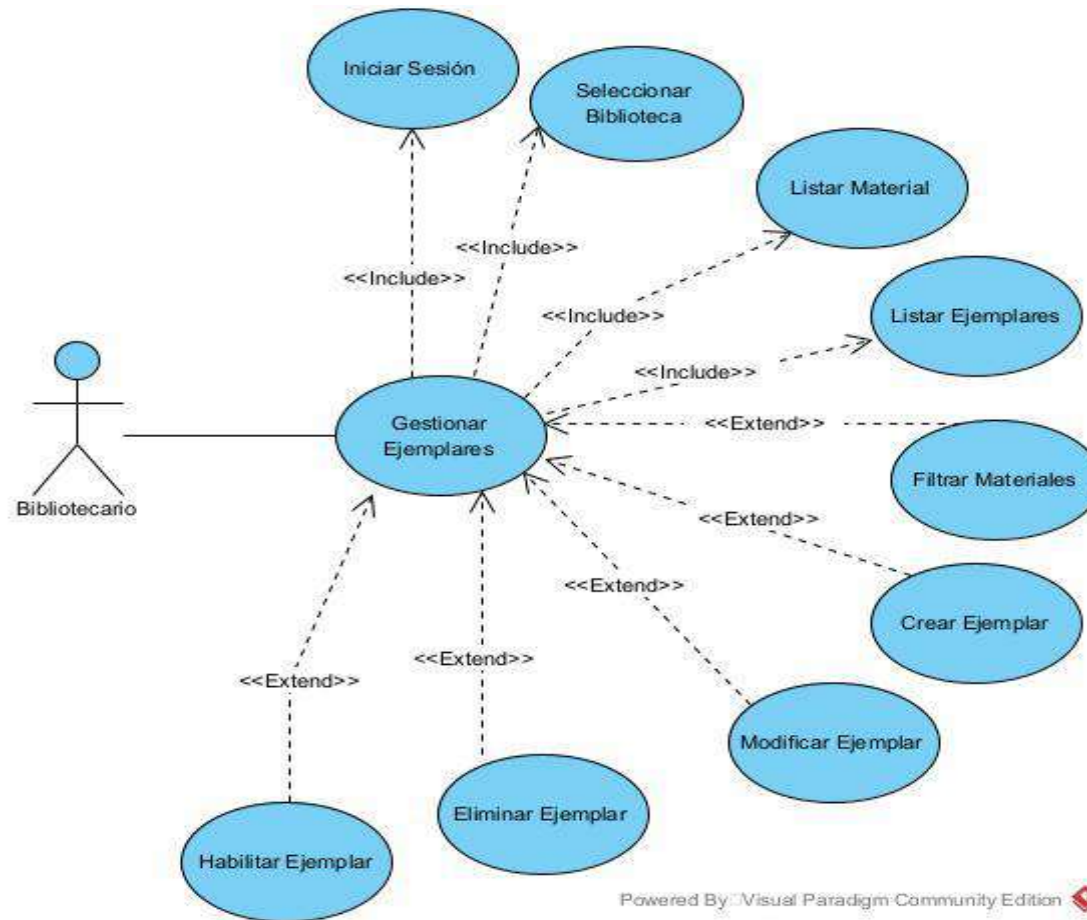 Iniciar Sesión
Seleccionar
Biblioteca
Listar Material
<<Include>>
<<Include>>
<<Include>>
Listar Ejemplares
<<Include>>
Gestionar
Ejemplares
<<Extend>>
Filtrar Materiales
Bibliotecario
<<Extend>>
<<Extend>>
Crear Ejemplar
<<Extend>>
<<Extend>>
Modificar Ejemplar
Eliminar Ejemplar
Habilitar Ejemplar
Powered By Visual Paradigm Community Edition